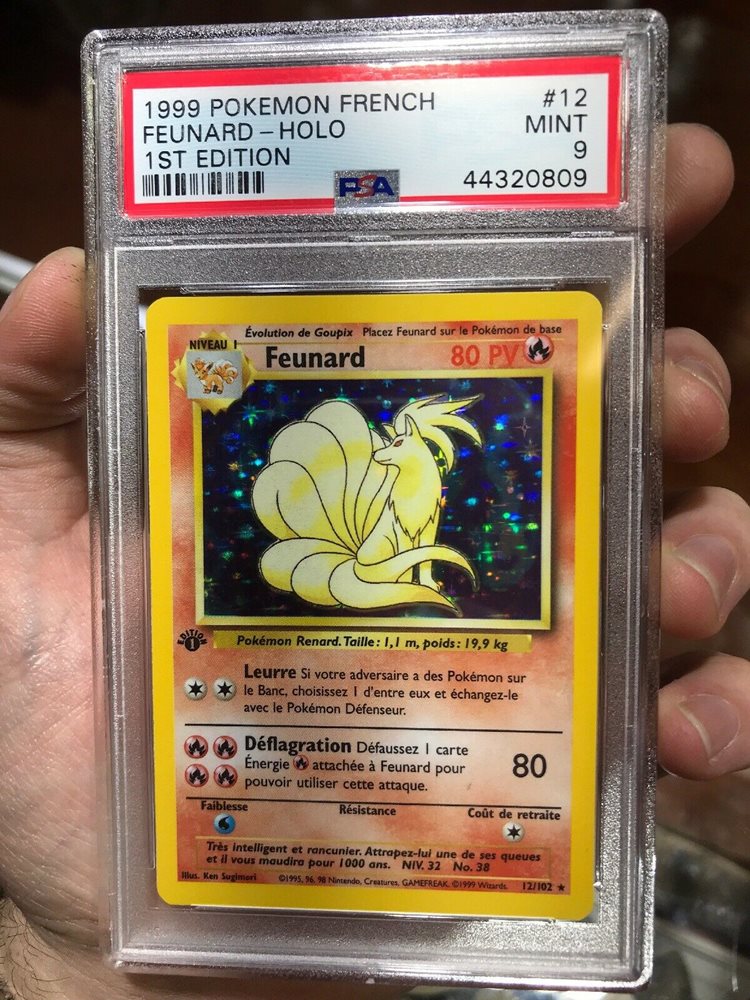 1999 POKEMON FRENCH #12
FEUNARD - HOLO MINT
1ST EDITION 9
PSA 44320809
Évolution de Goupix Placez Feunard sur le Pokémon de base
NIVEAU 1
Feunard 80 PV
EDITION 1
Pokémon Renard. Taille: 1,1 m, poids: 19,9 kg
Leurre Si votre adversaire a des Pokémon sur
le Banc, choisissez 1 d'entre eux et échangez-le
avec le Pokémon Défenseur.
Déflagration Défaussez 1 carte
Énergie attachée à Feunard pour
pouvoir utiliser cette attaque.
80
Faiblesse Résistance Coût de retraite
Très intelligent et rancunier. Attrapez-lui une de ses queues
et il vous maudira pour 1000 ans. NIV. 32 No. 38
Illus. Ken Sugimori ©1995, 96, 98 Nintendo, Creatures, GAMEFREAK. ©1999 Wizards. 12/102 ★